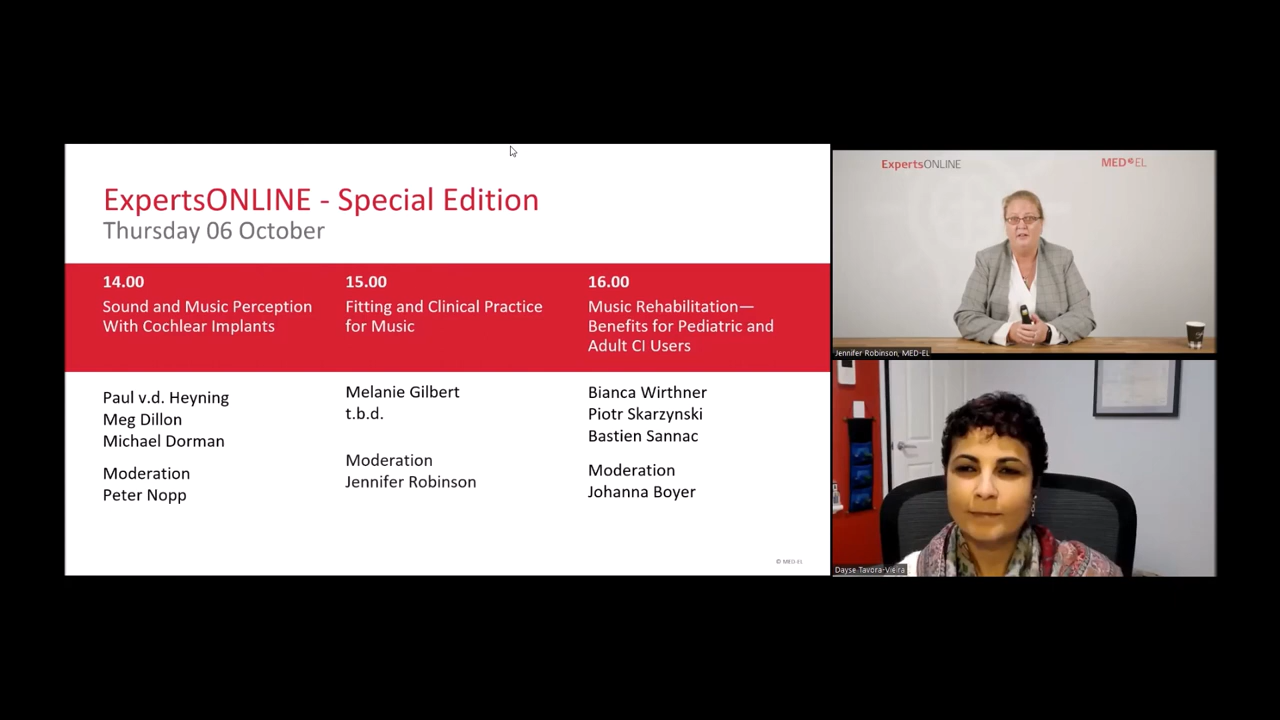 ExpertsONLINE - Special Edition
Thursday 06 October
14.00
Sound and Music Perception
With Cochlear Implants
15.00
Fitting and Clinical Practice
for Music
16.00
Music Rehabilitation—
Benefits for Pediatric and
Adult CI Users
Paul v.d. Heyning
Meg Dillon
Michael Dorman
Moderation
Peter Nopp
Melanie Gilbert
t.b.d.
Moderation
Jennifer Robinson
Bianca Wirthner
Piotr Skarzynski
Bastien Sannac
Moderation
Johanna Boyer
© MED-EL
ExpertsONLINE
MED EL
Jennifer Robinson, MED-EL
Dayse Tavora-Vieira